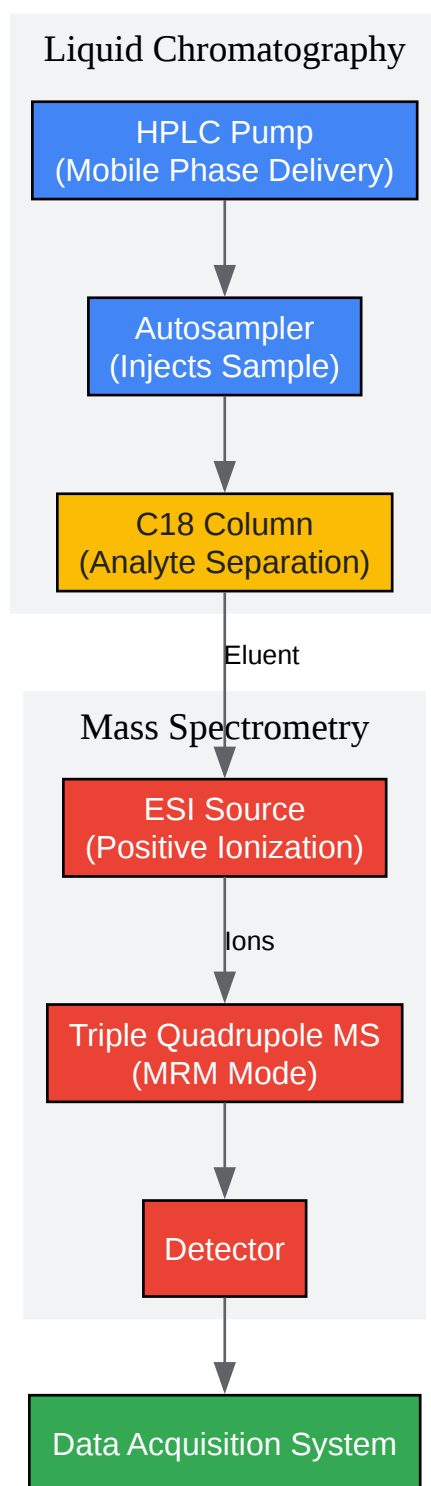 Liquid Chromatography
HPLC Pump
(Mobile Phase Delivery)
Autosampler
(Injects Sample)
C18 Column
(Analyte Separation)
Eluent
Mass Spectrometry
ESI Source
(Positive Ionization)
Ions
Triple Quadrupole MS
(MRM Mode)
Detector
Data Acquisition System